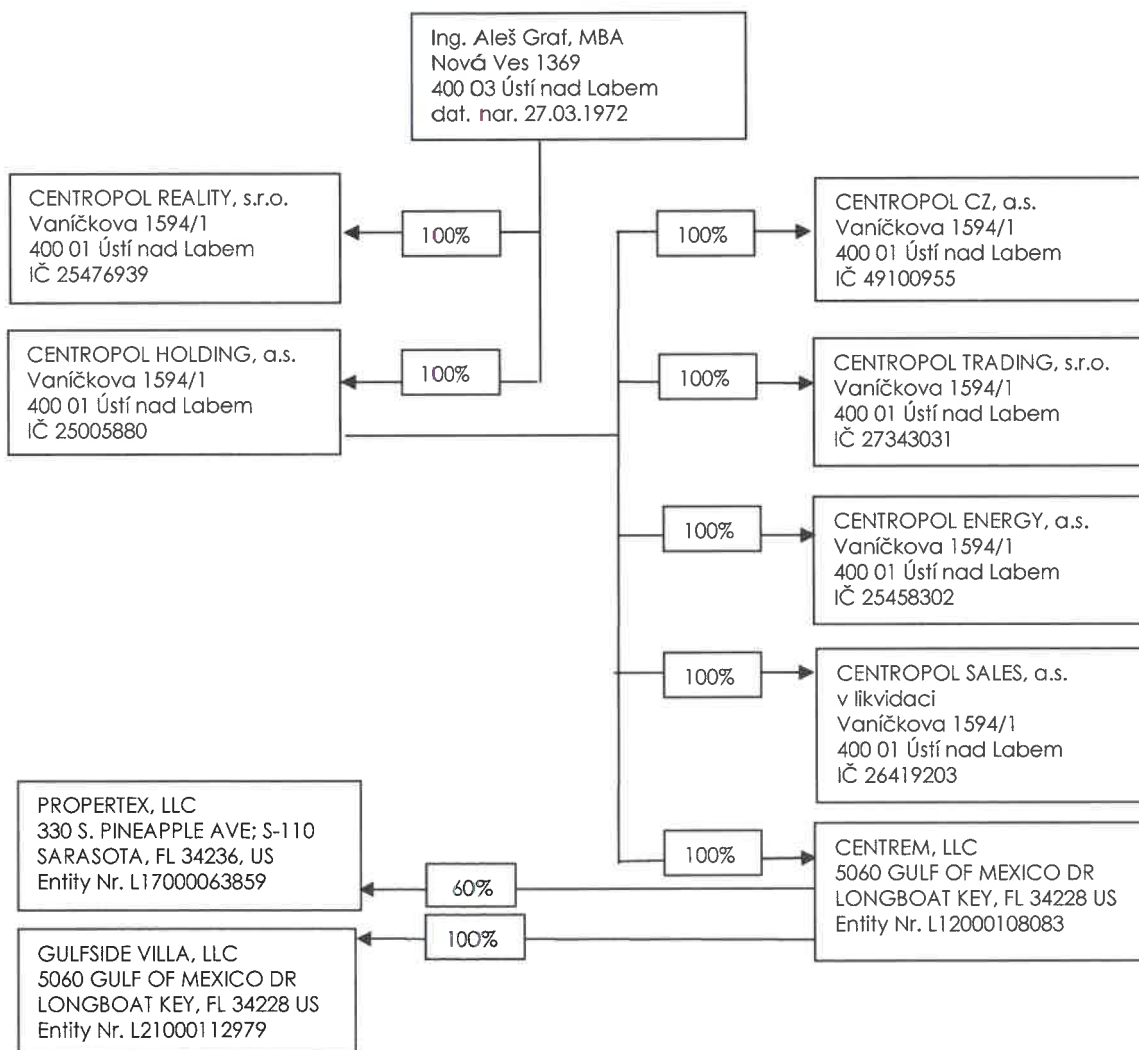 Ing. Aleš Graf, MBA
Nová Ves 1369
400 03 Ústí nad Labem
dat. nar. 27.03.1972
CENTROPOL REALITY, s.r.o.
Vaníčkova 1594/1
400 01 Ústí nad Labem
IČ 25476939
100%
100%
CENTROPOL CZ, a.s.
Vaníčkova 1594/1
400 01 Ústí nad Labem
IČ 49100955
CENTROPOL HOLDING, a.s.
Vaníčkova 1594/1
400 01 Ústí nad Labem
IČ 25005880
100%
100%
CENTROPOL TRADING, s.r.o.
Vaníčkova 1594/1
400 01 Ústí nad Labem
IČ 27343031
100%
CENTROPOL ENERGY, a.s.
Vaníčkova 1594/1
400 01 Ústí nad Labem
IČ 25458302
100%
CENTROPOL SALES, a.s.
v likvidaci
Vaníčkova 1594/1
400 01 Ústí nad Labem
IČ 26419203
PROPERTEX, LLC
330 S. PINEAPPLE AVE; S-110
SARASOTA, FL 34236, US
Entity Nr. L17000063859
60%
100%
CENTREM, LLC
5060 GULF OF MEXICO DR
LONGBOAT KEY, FL 34228 US
Entity Nr. L12000108083
100%
GULFSIDE VILLA, LLC
5060 GULF OF MEXICO DR
LONGBOAT KEY, FL 34228 US
Entity Nr. L21000112979